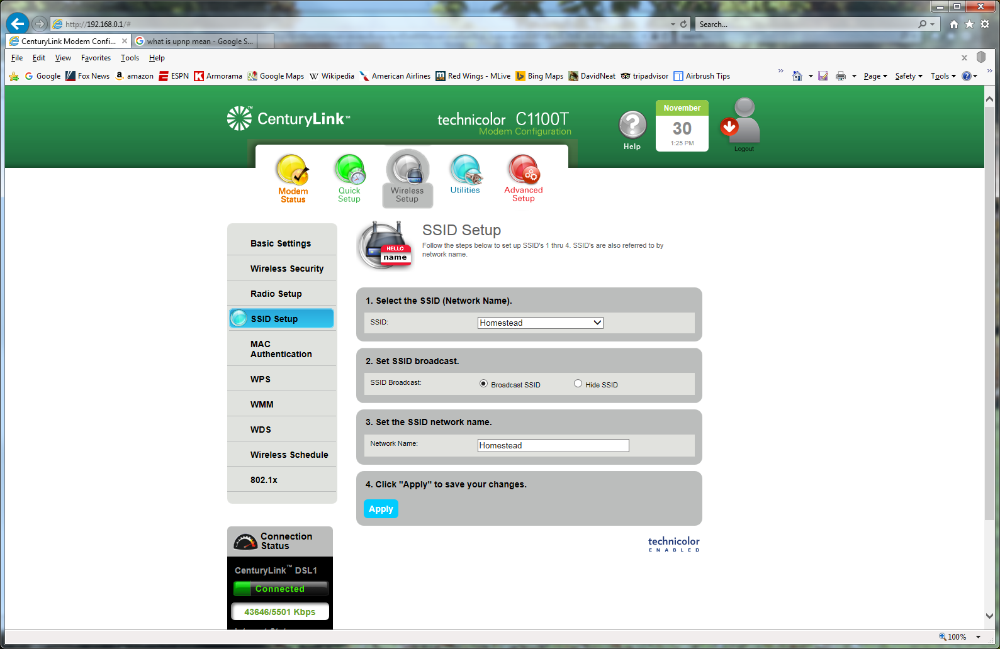 http://192.168.0.1/#
Search...
CenturyLink Modem Confi...
what is upnp mean - Google S...
File Edit View Favorites Tools Help
Google Fox News amazon ESPN Armorama Google Maps Wikipedia American Airlines Red Wings - MLive Bing Maps DavidNeat tripadvisor Airbrush Tips
Page Safety Tools
CenturyLink™
technicolor C1100T
Modem Configuration
Help
November
30
1:25 PM
Logout
Modem Status
Quick Setup
Wireless Setup
Utilities
Advanced Setup
Basic Settings
Wireless Security
Radio Setup
SSID Setup
MAC
Authentication
WPS
WMM
WDS
Wireless Schedule
802.1x
HELLO
name
SSID Setup
Follow the steps below to set up SSID's 1 thru 4. SSID's are also referred to by
network name.
1. Select the SSID (Network Name).
SSID: Homestead
2. Set SSID broadcast.
SSID Broadcast: Broadcast SSID Hide SSID
3. Set the SSID network name.
Network Name: Homestead
4. Click "Apply" to save your changes.
Apply
technicolor
ENABLED
Connection
Status
CenturyLink™ DSL1
Connected
43646/5501 Kbps
100%